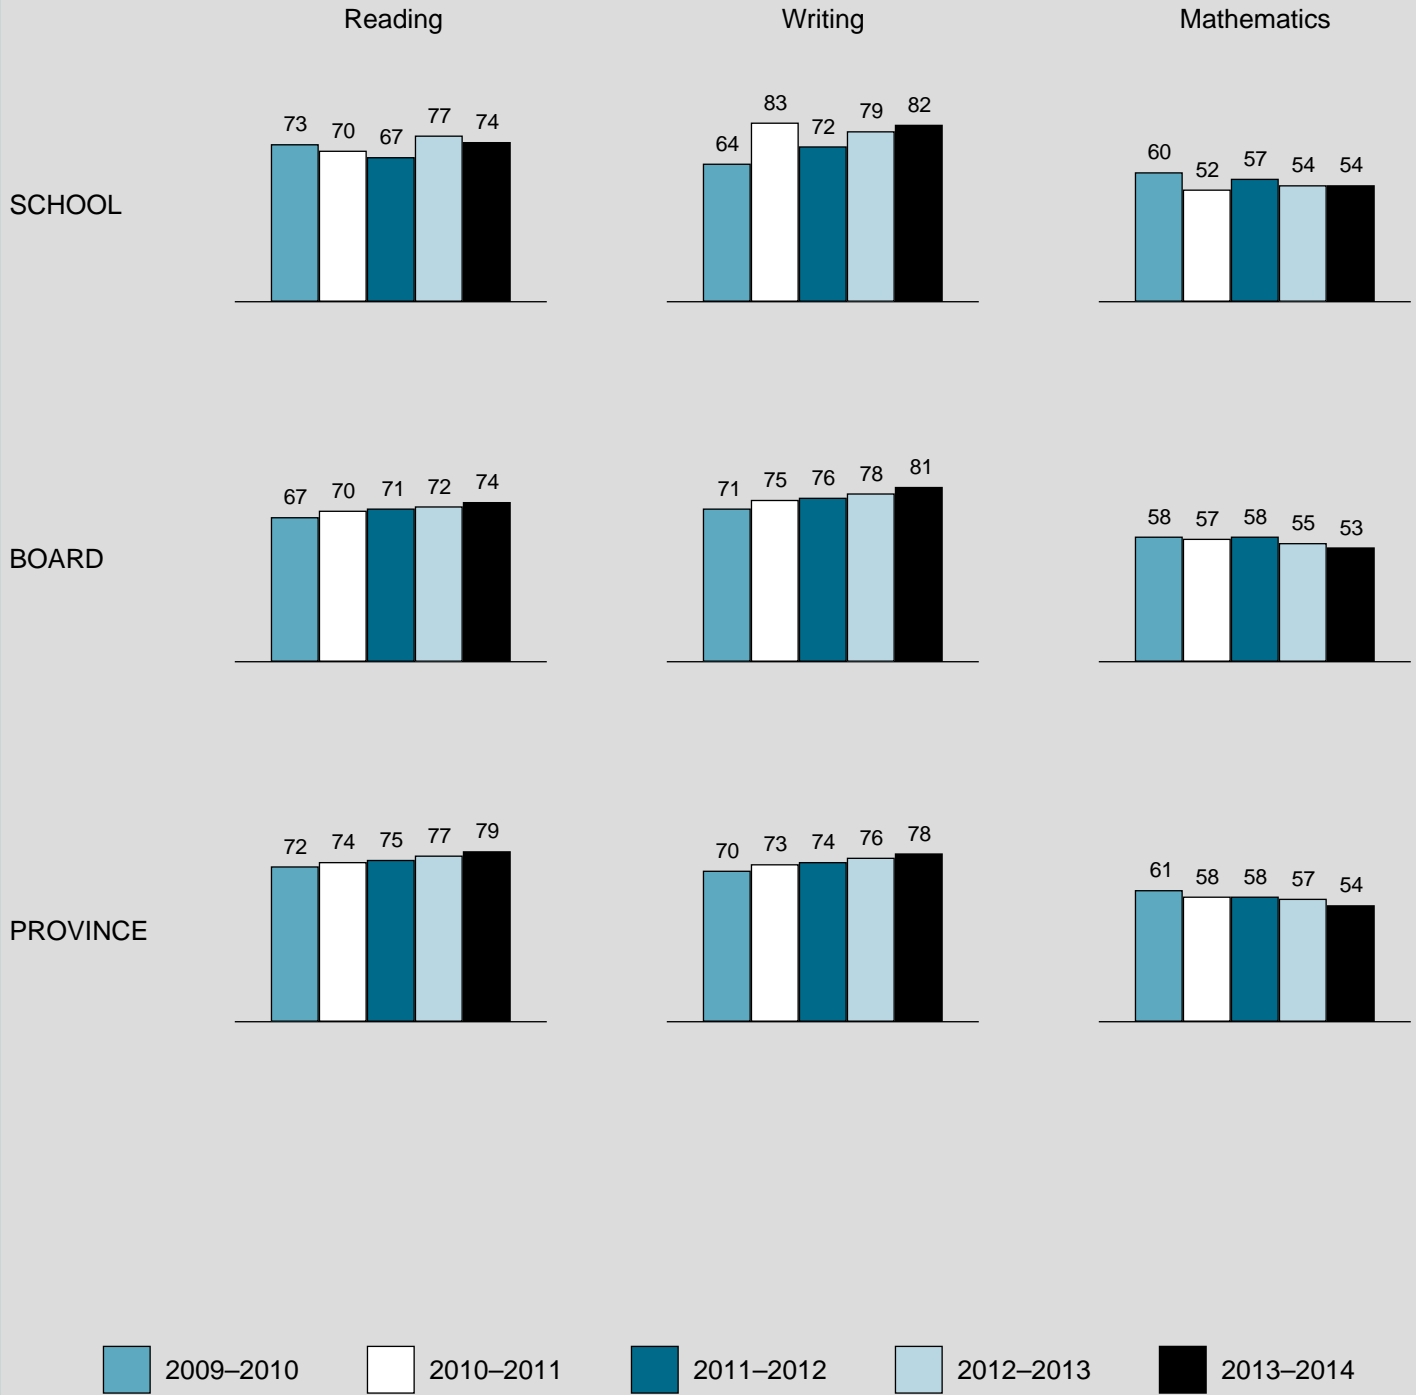 Reading Writing Mathematics
SCHOOL
73 70 67 77 74
64 83 72 79 82
60 52 57 54 54
BOARD
67 70 71 72 74
71 75 76 78 81
58 57 58 55 53
PROVINCE
72 74 75 77 79
70 73 74 76 78
61 58 58 57 54
2009–2010 2010–2011 2011–2012 2012–2013 2013–2014